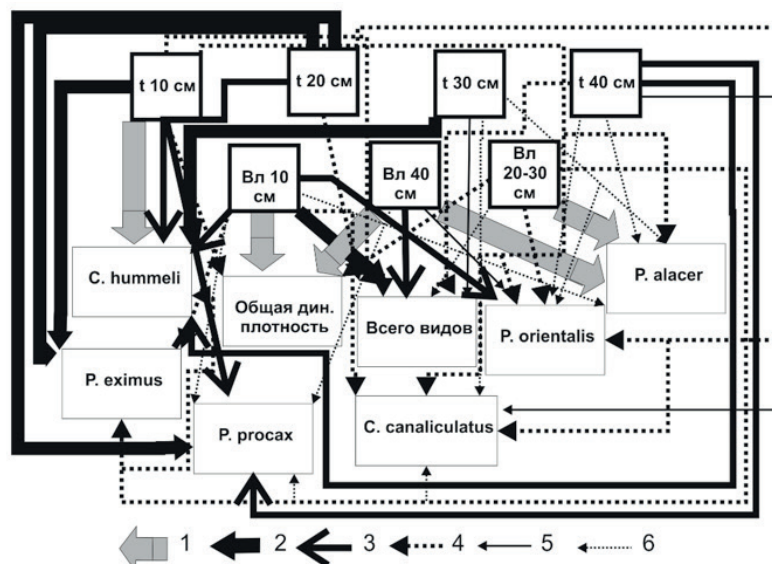 t 10 см
t 20 см
t 30 см
t 40 см
Вл 10
см
Вл 40
см
Вл
20-30
см
C. hummeli
Общая дин.
плотность
Всего видов
P. orientalis
P. alacer
P. eximus
P. procax
C. canaliculatus
1 2 3 4 5 6